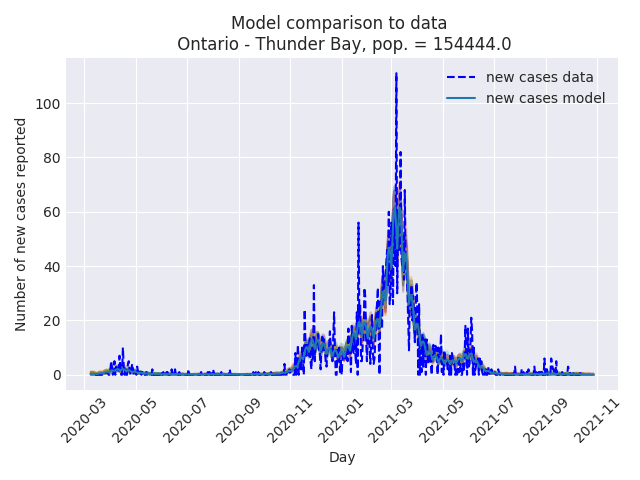 Model comparison to data
Ontario - Thunder Bay, pop. = 154444.0
new cases data
new cases model
Number of new cases reported
100
80
60
40
20
0
2020-03
2020-05
2020-07
2020-09
2020-11
2021-01
2021-03
2021-05
2021-07
2021-09
2021-11
Day